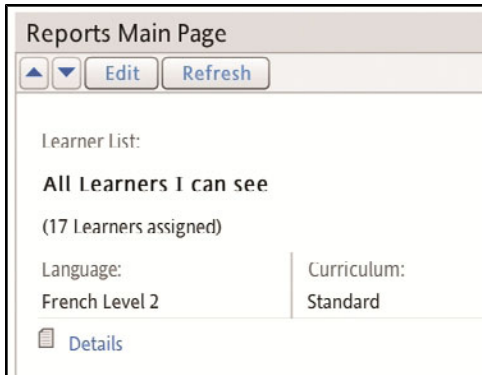 Reports Main Page
Edit Refresh
Learner List:
All Learners I can see
(17 Learners assigned)
Language: Curriculum:
French Level 2 Standard
Details